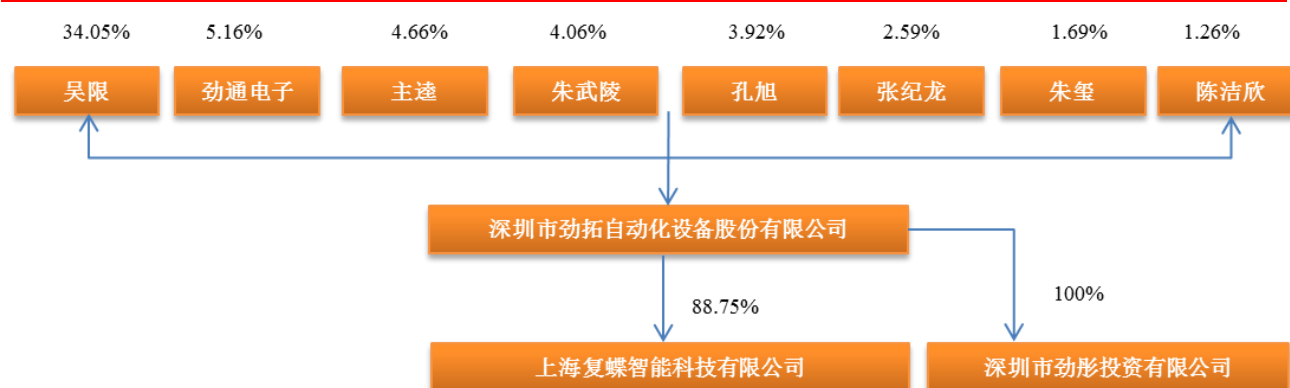 34.05% 5.16% 4.66% 4.06% 3.92% 2.59% 1.69% 1.26%
吴限 劲通电子 主逵 朱武陵 孔旭 张纪龙 朱玺 陈洁欣
深圳市劲拓自动化设备股份有限公司
88.75% 100%
上海复蝶智能科技有限公司 深圳市劲彤投资有限公司